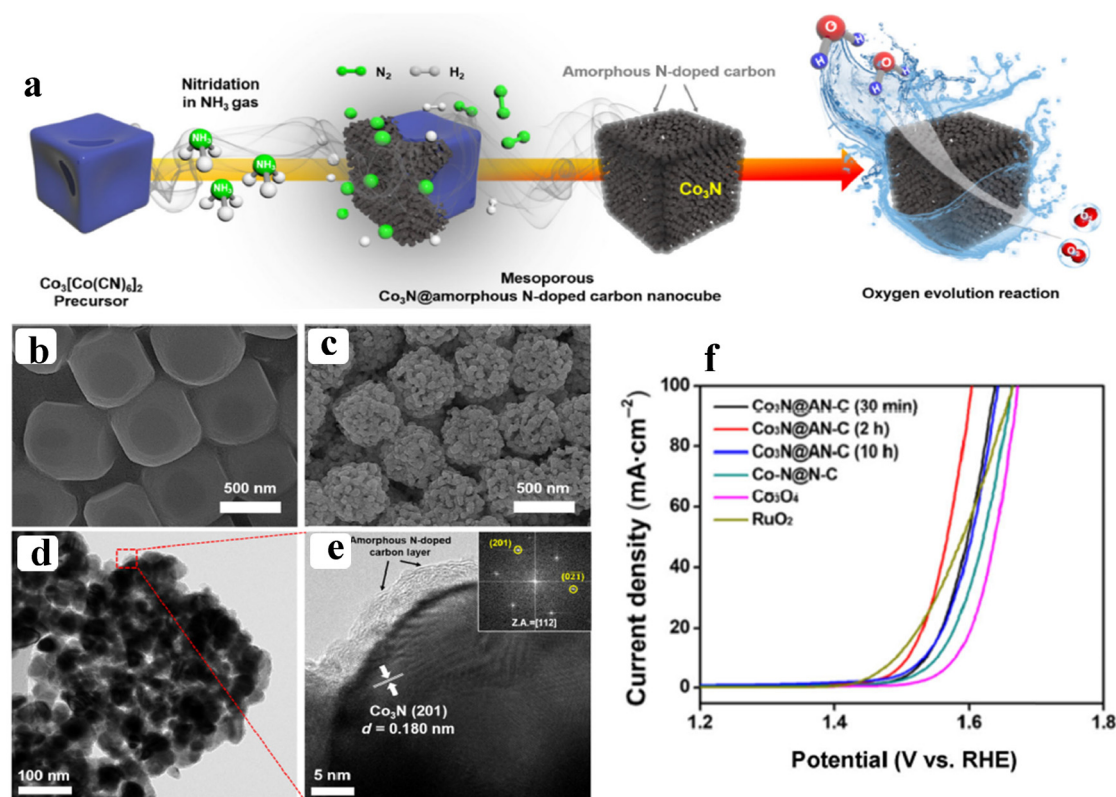 a
Nitridation
in NH₃ gas
N₂ H₂
Amorphous N-doped carbon
O
H
H
O
H
H
NH₃
NH₃
NH₃
Co₃N
O₂
O₂
Co₃[Co(CN)₆]₂
Precursor
Mesoporous
Co₃N@amorphous N-doped carbon nanocube
Oxygen evolution reaction
b
500 nm
c
500 nm
d
100 nm
e
Amorphous N-doped
carbon layer
(201)
(021)
Z.A.=[112]
Co₃N (201)
d = 0.180 nm
5 nm
f
Current density (mA·cm⁻²)
100
80
60
40
20
0
Co₃N@AN-C (30 min)
Co₃N@AN-C (2 h)
Co₃N@AN-C (10 h)
Co-N@N-C
Co₃O₄
RuO₂
1.2 1.4 1.6 1.8
Potential (V vs. RHE)